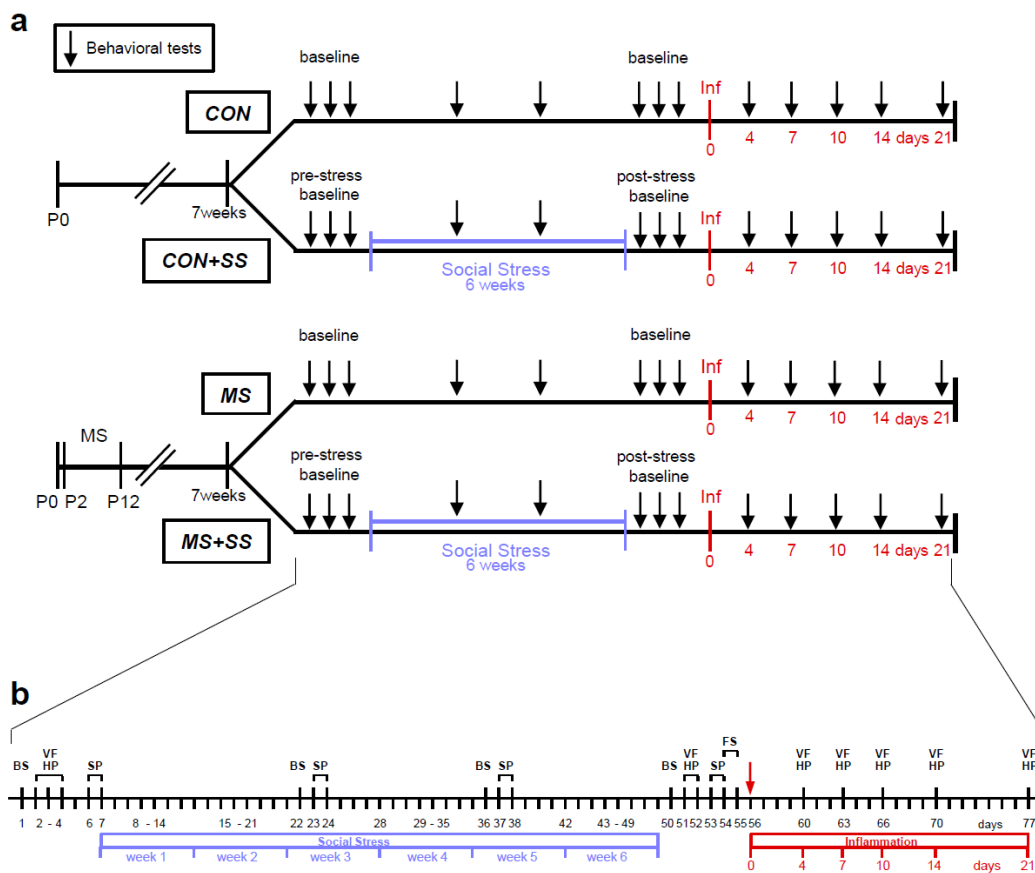 a
Behavioral tests
baseline
baseline
CON
Inf
0
4 7 10 14 days 21
P0
7weeks
pre-stress
baseline
post-stress
baseline
CON+SS
Social Stress
6 weeks
Inf
0
4 7 10 14 days 21
baseline
baseline
MS
Inf
0
4 7 10 14 days 21
MS
P0 P2 P12
7weeks
pre-stress
baseline
post-stress
baseline
MS+SS
Social Stress
6 weeks
Inf
0
4 7 10 14 days 21
b
FS
VF VF VF VF VF VF VF
BS HP SP BS SP BS SP BS HP SP HP HP HP HP HP
1 2 - 4 6 7 8 - 14 15 - 21 22 23 24 28 29 - 35 36 37 38 42 43 - 49 50 51 52 53 54 55 56 60 63 66 70 days 77
Social Stress Inflammation
week 1 week 2 week 3 week 4 week 5 week 6
0 4 7 10 14 days 21